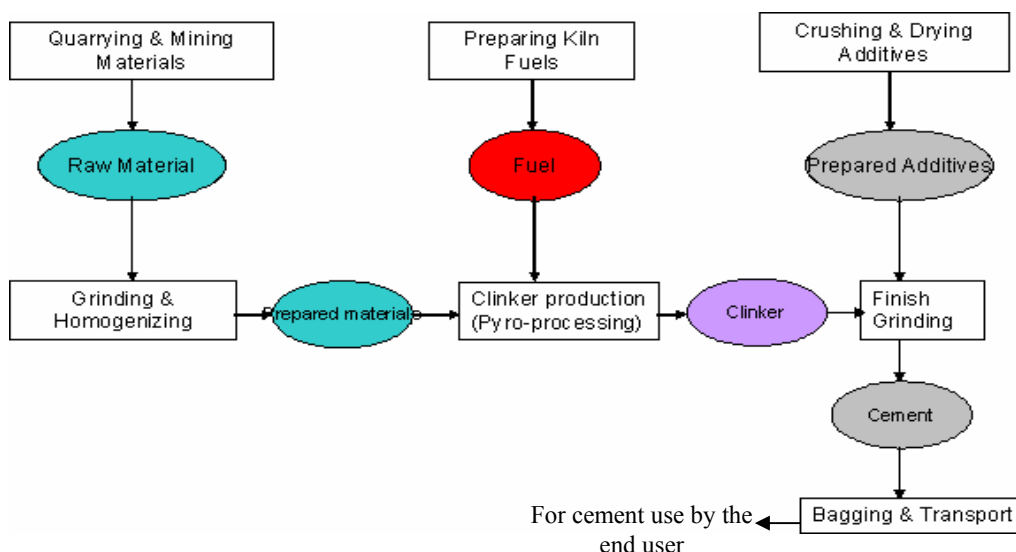 Quarrying & Mining
Materials
Preparing Kiln
Fuels
Crushing & Drying
Additives
Raw Material
Fuel
Prepared Additives
Grinding &
Homogenizing
Prepared materials
Clinker production
(Pyro-processing)
Clinker
Finish
Grinding
Cement
For cement use by the
end user
Bagging & Transport